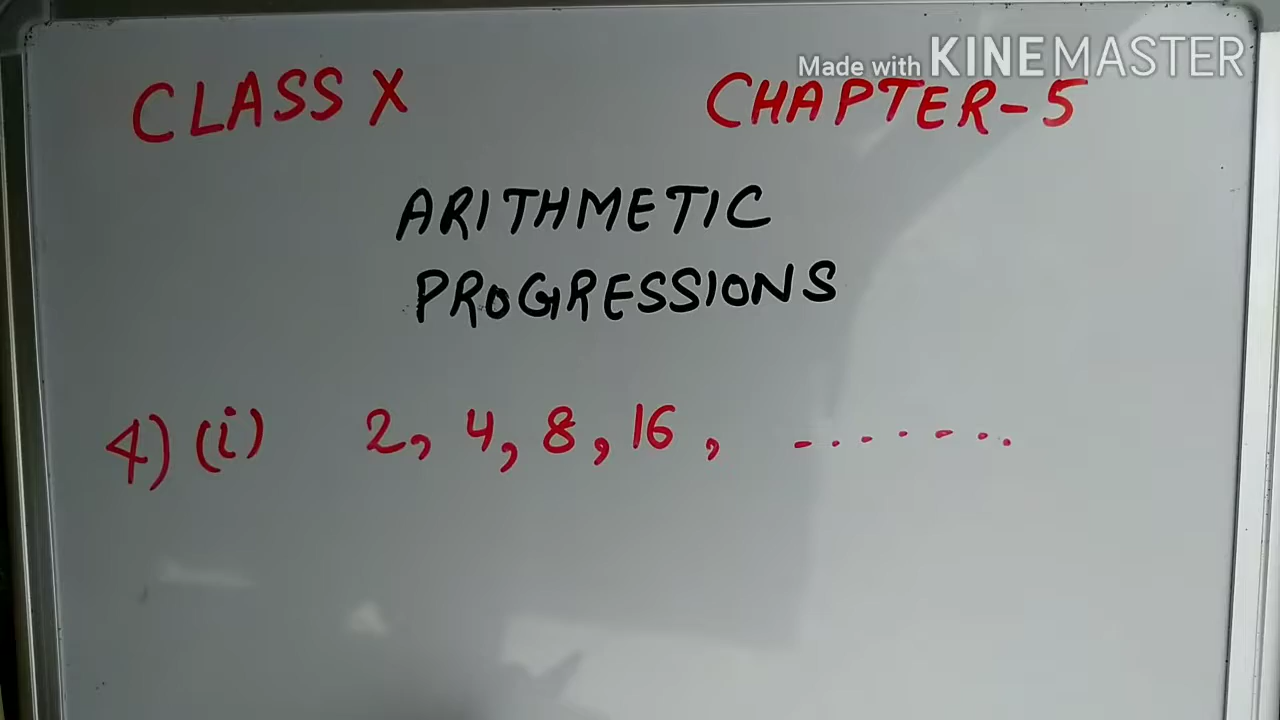 Made with KINEMASTER
CLASS X CHAPTER-5
ARITHMETIC
PROGRESSIONS
4) (i) 2, 4, 8, 16, ........